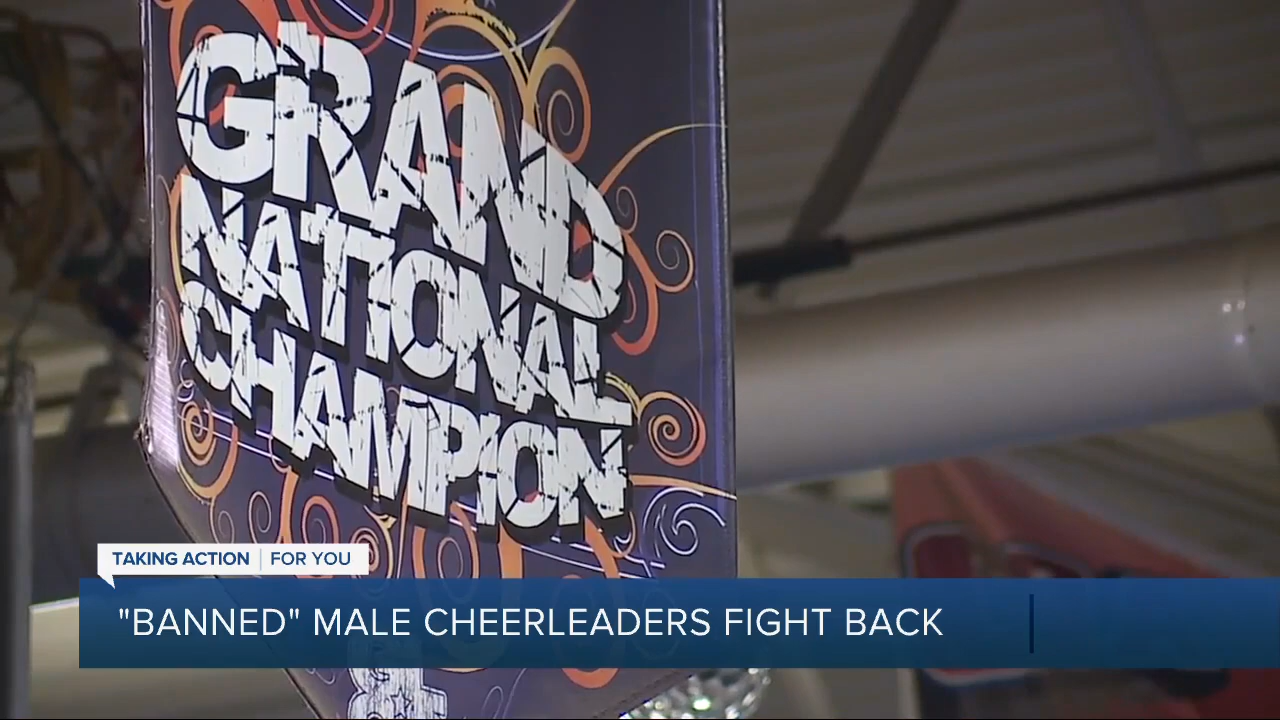 GRAND
NATIONAL
CHAMPION
TAKING ACTION FOR YOU
"BANNED" MALE CHEERLEADERS FIGHT BACK